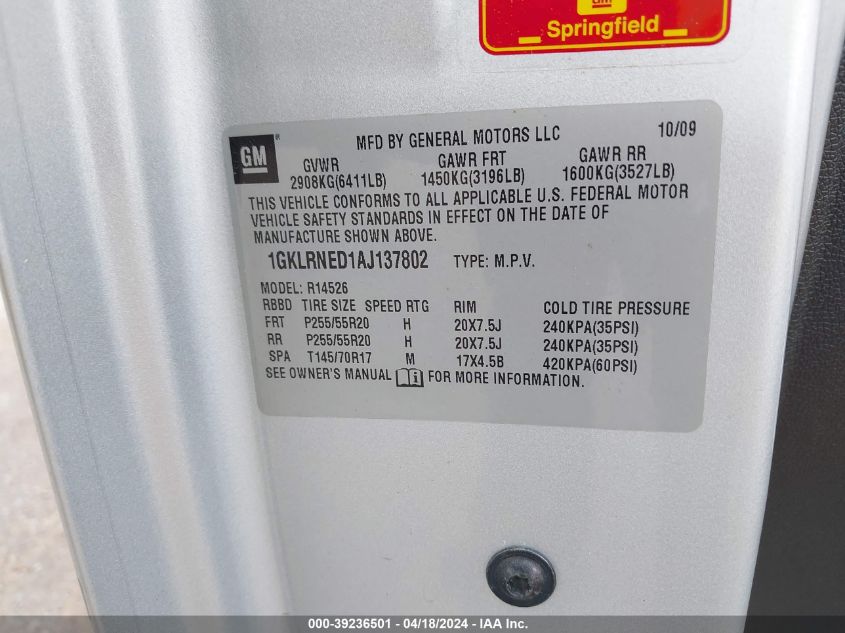 GM
Springfield
GM
MFD BY GENERAL MOTORS LLC 10/09
GVWR GAWR FRT GAWR RR
2908KG(6411LB) 1450KG(3196LB) 1600KG(3527LB)
THIS VEHICLE CONFORMS TO ALL APPLICABLE U.S. FEDERAL MOTOR
VEHICLE SAFETY STANDARDS IN EFFECT ON THE DATE OF
MANUFACTURE SHOWN ABOVE.
1GKLRNED1AJ137802 TYPE: M.P.V.
MODEL: R14526
RBBD TIRE SIZE SPEED RTG RIM COLD TIRE PRESSURE
FRT P255/55R20 H 20X7.5J 240KPA(35PSI)
RR P255/55R20 H 20X7.5J 240KPA(35PSI)
SPA T145/70R17 M 17X4.5B 420KPA(60PSI)
SEE OWNER'S MANUAL i FOR MORE INFORMATION.
000-39236501 - 04/18/2024 - IAA Inc.